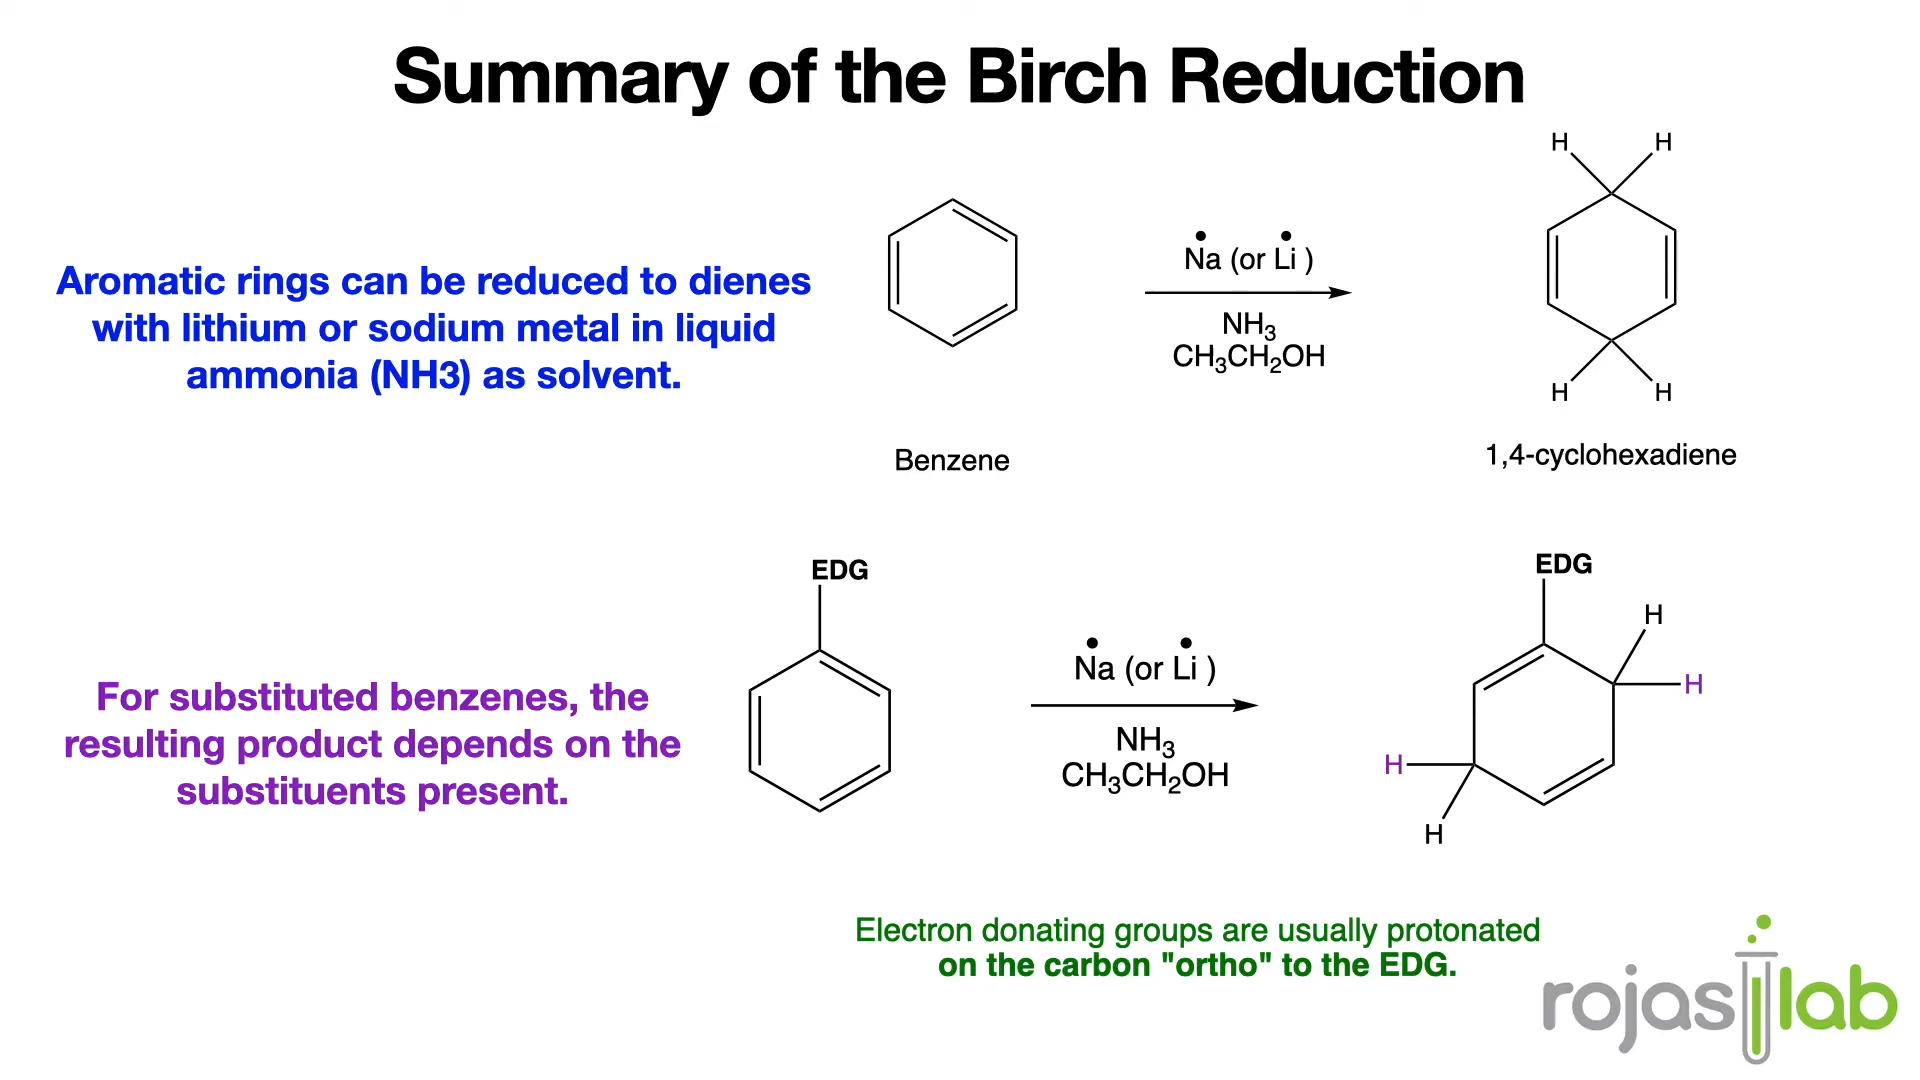 Summary of the Birch Reduction
Aromatic rings can be reduced to dienes
with lithium or sodium metal in liquid
ammonia (NH3) as solvent.
Na (or Li )
NH3
CH3CH2OH
H H
H H
Benzene
1,4-cyclohexadiene
For substituted benzenes, the
resulting product depends on the
substituents present.
EDG
Na (or Li )
NH3
CH3CH2OH
EDG
H
H
H
H
Electron donating groups are usually protonated
on the carbon "ortho" to the EDG.
rojas lab